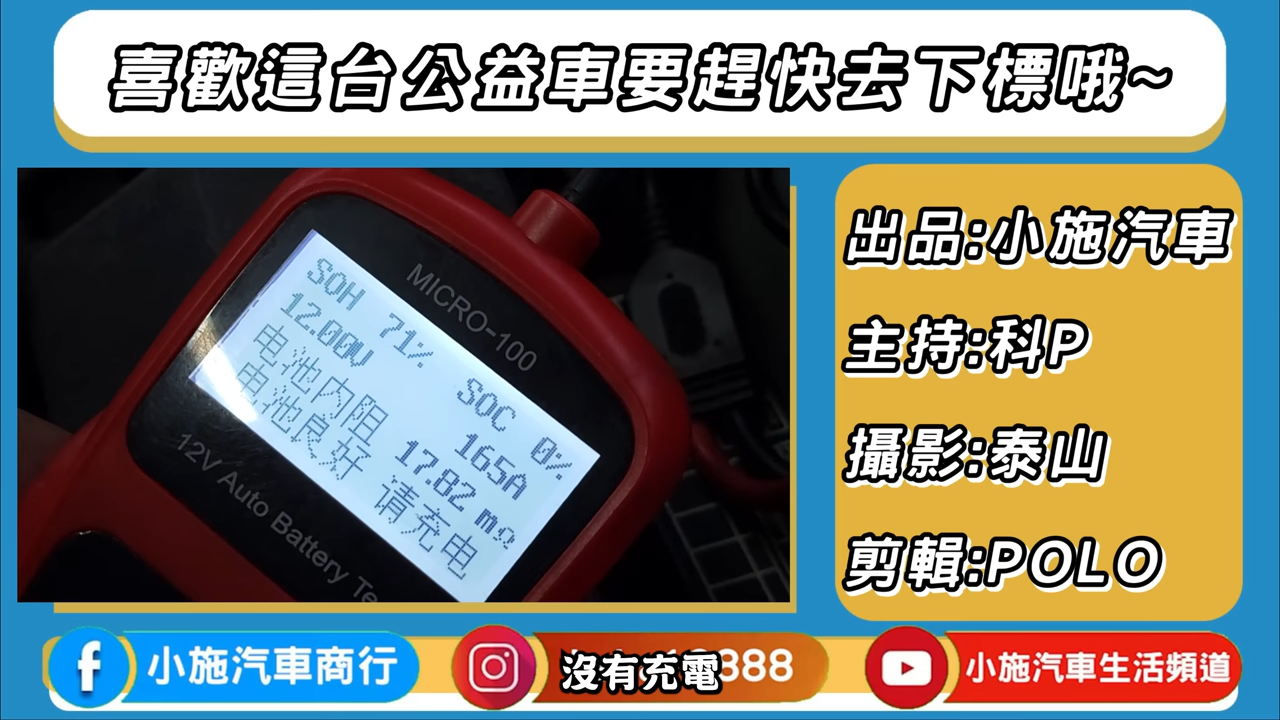 喜歡這台公益車要趕快去下標哦~
MICRO-100
SOH 71% SOC 0%
12.00V 165A
电池内阻 17.82 mΩ
电池良好 请充电
12V Auto Battery Te
出品:小施汽車
主持:科P
攝影:泰山
剪輯:POLO
小施汽車商行
888
沒有充電
小施汽車生活頻道